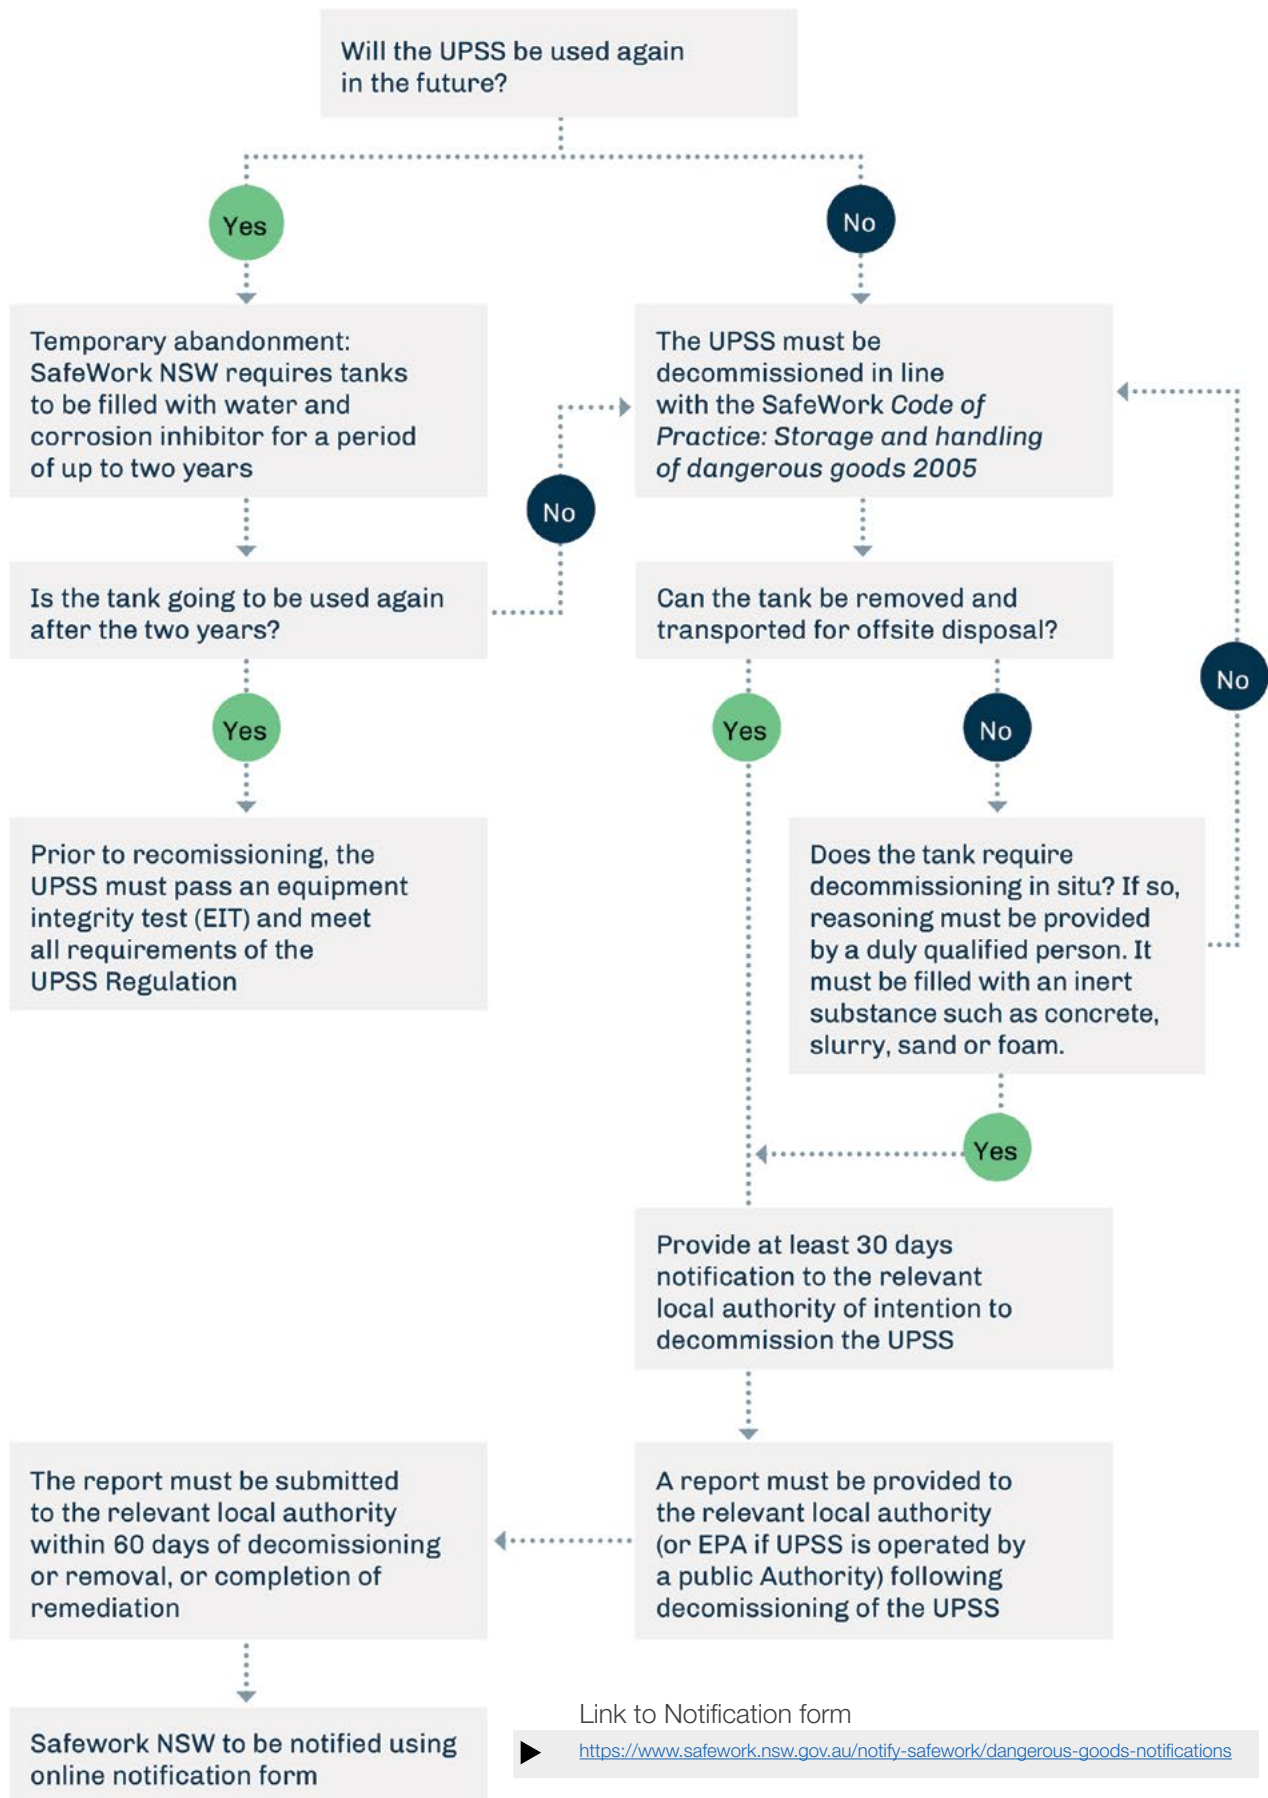 Will the UPSS be used again
in the future?
Yes
No
Temporary abandonment:
SafeWork NSW requires tanks
to be filled with water and
corrosion inhibitor for a period
of up to two years
The UPSS must be
decommissioned in line
with the SafeWork Code of
Practice: Storage and handling
of dangerous goods 2005
No
Is the tank going to be used again
after the two years?
Can the tank be removed and
transported for offsite disposal?
No
Yes
Yes
No
Prior to recomissioning, the
UPSS must pass an equipment
integrity test (EIT) and meet
all requirements of the
UPSS Regulation
Does the tank require
decommissioning in situ? If so,
reasoning must be provided
by a duly qualified person. It
must be filled with an inert
substance such as concrete,
slurry, sand or foam.
Yes
Provide at least 30 days
notification to the relevant
local authority of intention to
decommission the UPSS
A report must be provided to
the relevant local authority
(or EPA if UPSS is operated by
a public Authority) following
decomissioning of the UPSS
The report must be submitted
to the relevant local authority
within 60 days of decomissioning
or removal, or completion of
remediation
Safework NSW to be notified using
online notification form
Link to Notification form
https://www.safework.nsw.gov.au/notify-safework/dangerous-goods-notifications